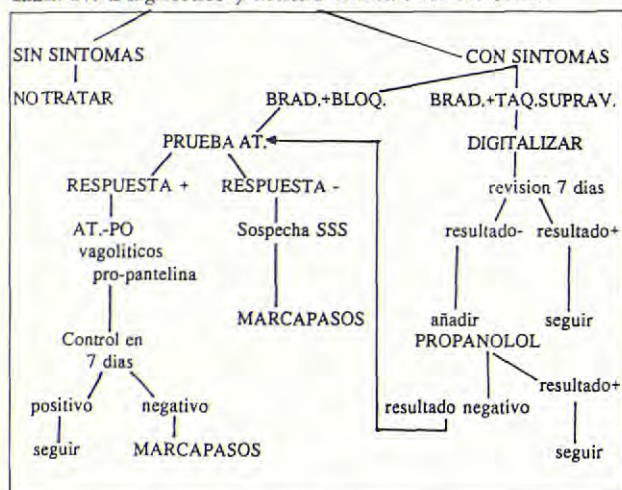 SIN SINTOMAS
CON SINTOMAS
NO TRATAR
BRAD.+BLOQ.
BRAD.+TAQ.SUPRAV.
PRUEBA AT.
DIGITALIZAR
RESPUESTA +
RESPUESTA -
revision 7 dias
AT.-PO
vagoliticos
pro-pantelina
Sospecha SSS
resultado-
resultado+
MARCAPASOS
añadir
PROPANOLOL
seguir
Control en
7 dias
resultado+
positivo
negativo
resultado negativo
seguir
MARCAPASOS
seguir